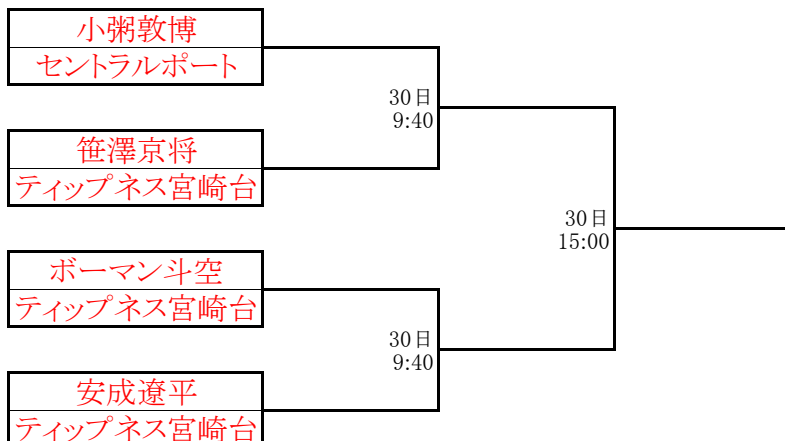 小粥敦博
セントラルポート
30日
9:40
笹澤京将
ティップネス宮崎台
30日
15:00
ボーマン斗空
ティップネス宮崎台
30日
9:40
安成遼平
ティップネス宮崎台